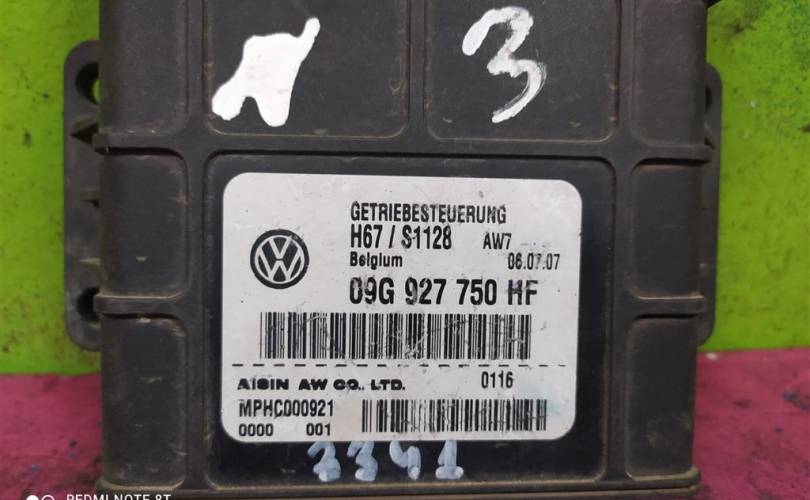 3
GETRIEBESTEUERUNG
H67 / S1128 AW7
Belgium 06.07.07
09G 927 750 HF
AISIN AW CO., LTD. 0116
MPHC000921
0000 001
3341
REDMI NOTE 8T